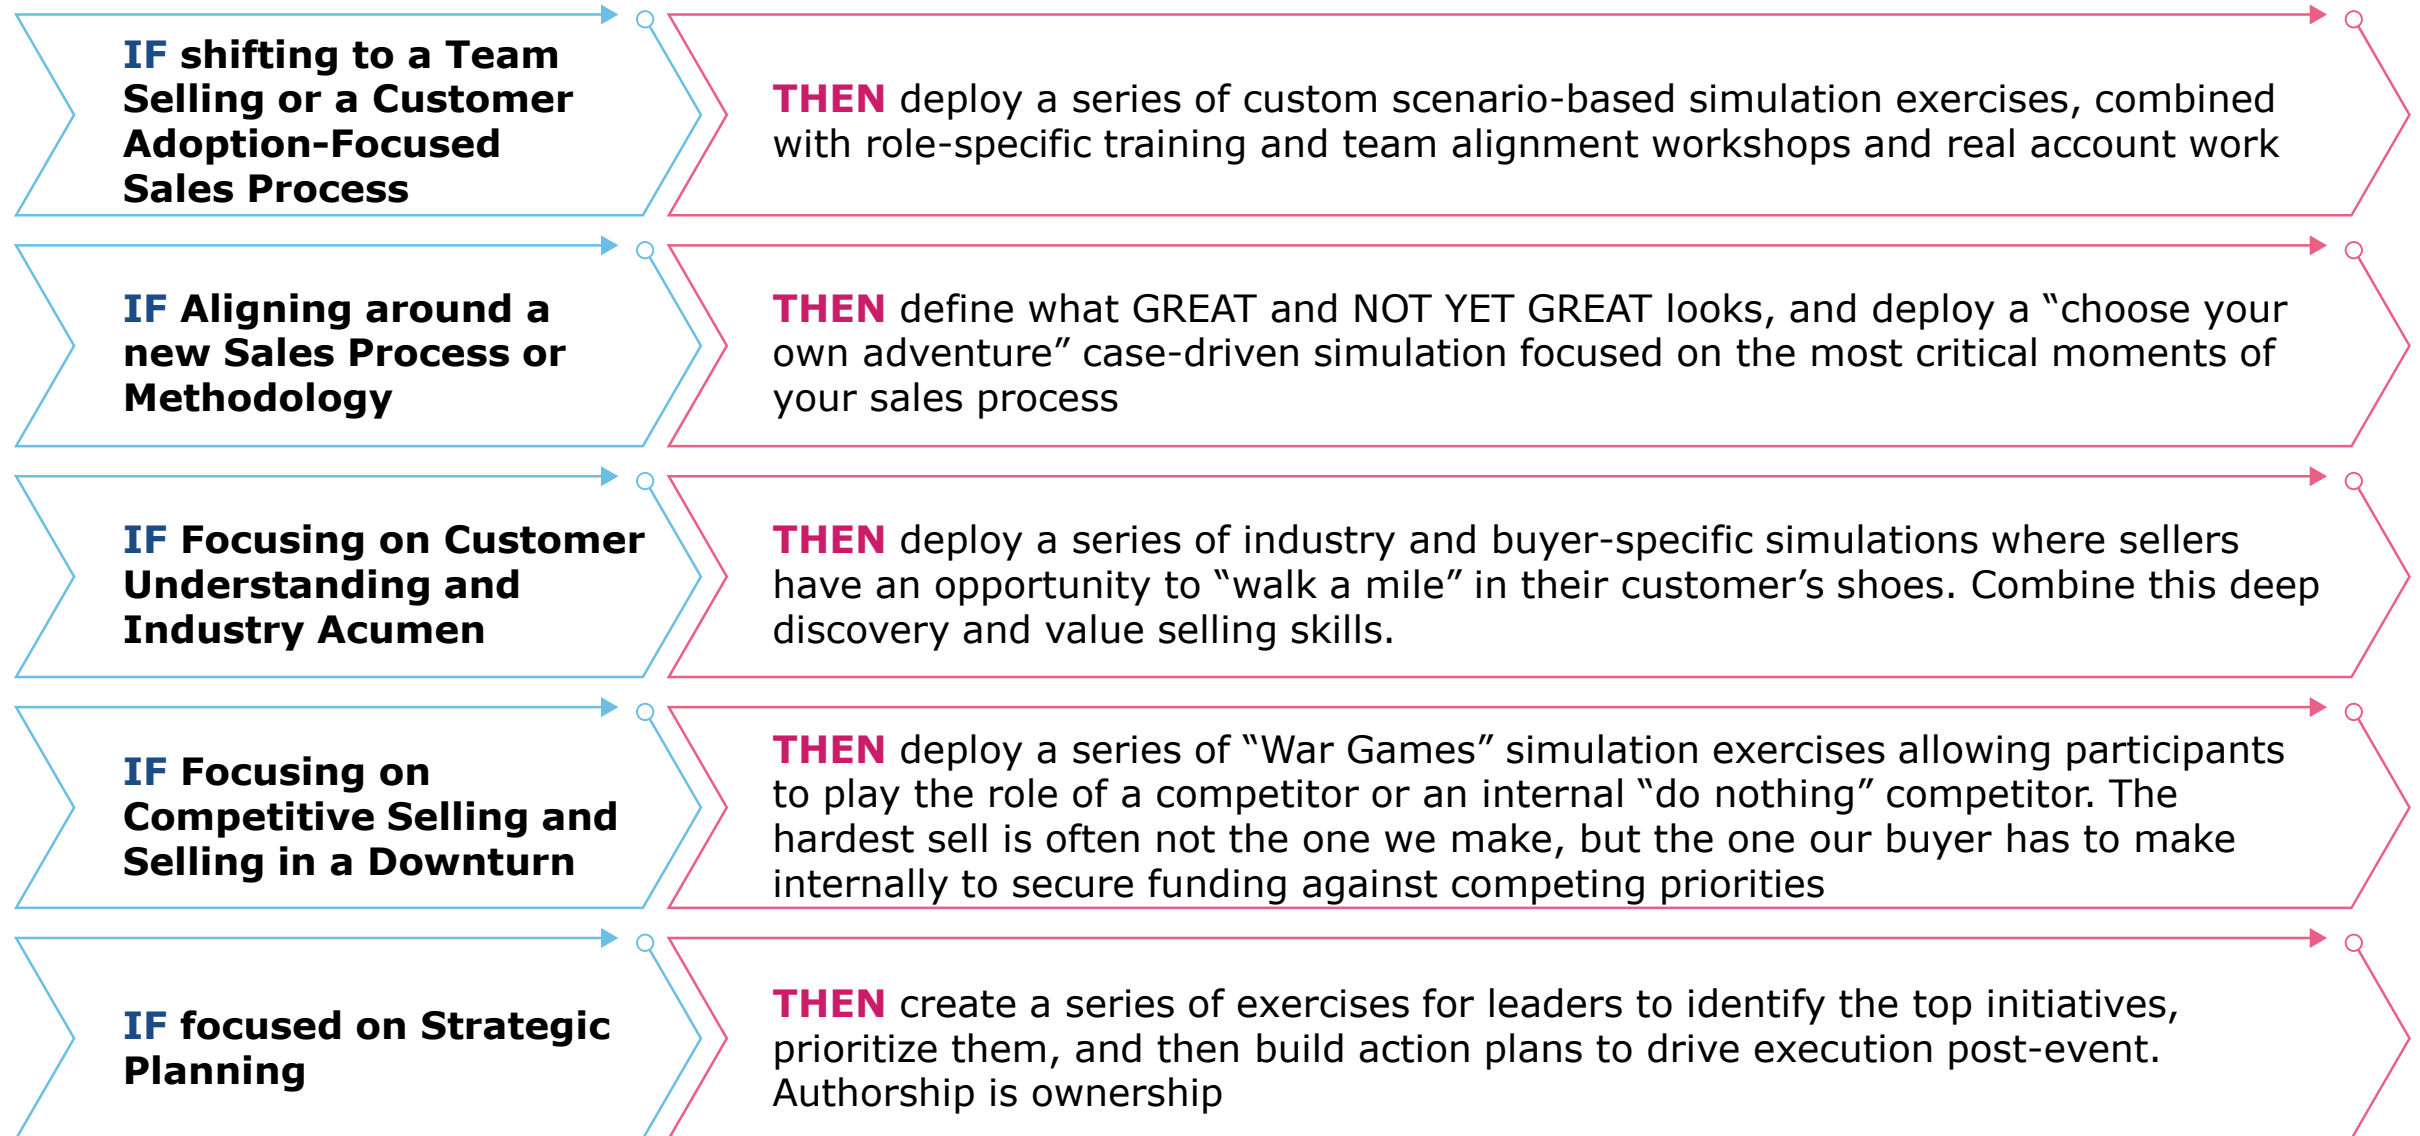 IF shifting to a Team
Selling or a Customer
Adoption-Focused
Sales Process
THEN deploy a series of custom scenario-based simulation exercises, combined
with role-specific training and team alignment workshops and real account work
IF Aligning around a
new Sales Process or
Methodology
THEN define what GREAT and NOT YET GREAT looks, and deploy a “choose your
own adventure” case-driven simulation focused on the most critical moments of
your sales process
IF Focusing on Customer
Understanding and
Industry Acumen
THEN deploy a series of industry and buyer-specific simulations where sellers
have an opportunity to “walk a mile” in their customer’s shoes. Combine this deep
discovery and value selling skills.
IF Focusing on
Competitive Selling and
Selling in a Downturn
THEN deploy a series of “War Games” simulation exercises allowing participants
to play the role of a competitor or an internal “do nothing” competitor. The
hardest sell is often not the one we make, but the one our buyer has to make
internally to secure funding against competing priorities
IF focused on Strategic
Planning
THEN create a series of exercises for leaders to identify the top initiatives,
prioritize them, and then build action plans to drive execution post-event.
Authorship is ownership